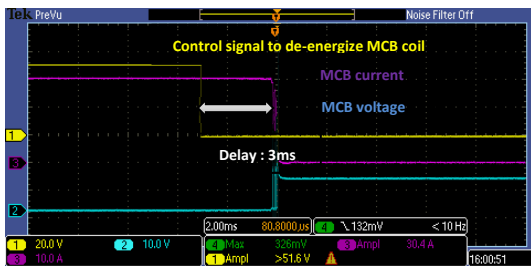 Tek PreVu Noise Filter Off
Control signal to de-energize MCB coil
MCB current
MCB voltage
Delay : 3ms
1
3
2
2.00ms 80.8000μs 4 132mV < 10 Hz
1 20.0 V 2 10.0 V 4 Max 326mV 3 Ampl 30.4 A
3 10.0 A 1 Ampl >51.6 V 16:00:51